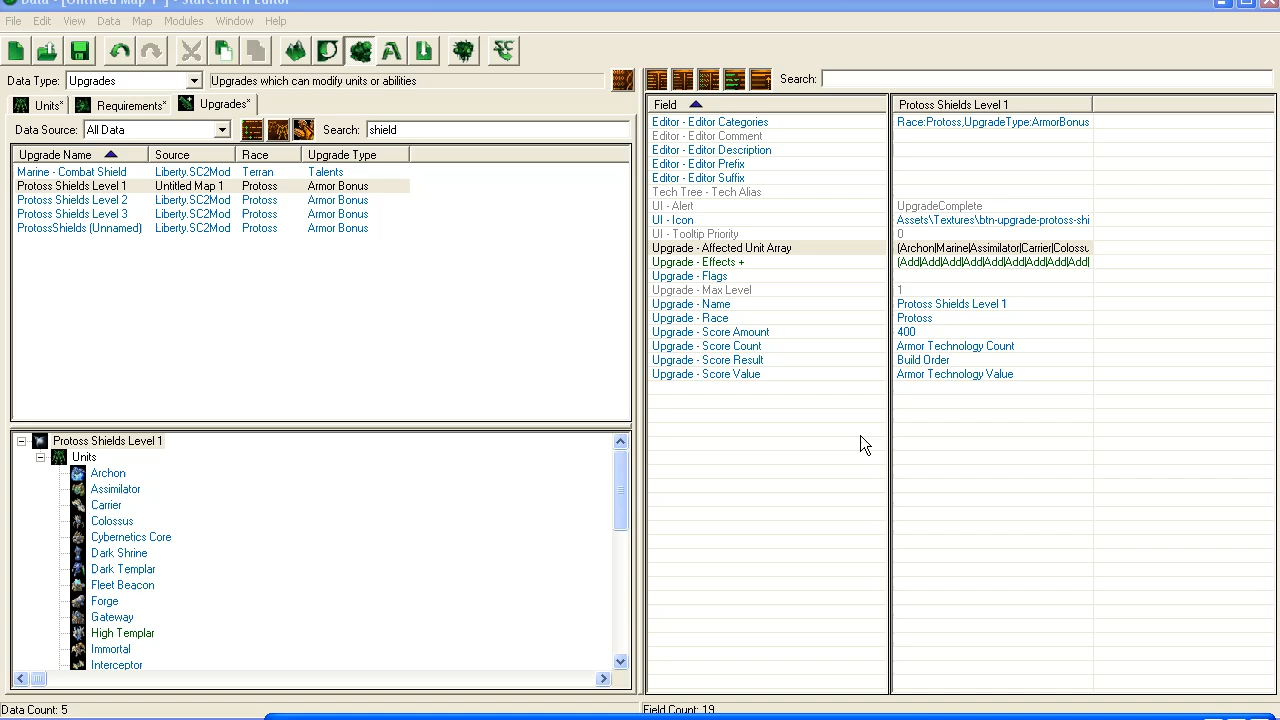 Data - [Untitled Map 1 * ] - StarCraft II Editor
File Edit View Data Map Modules Window Help
Data Type: Upgrades Upgrades which can modify units or abilities
Search:
Units* Requirements* Upgrades*
Data Source: All Data Search: shield
Upgrade Name Source Race Upgrade Type
Marine - Combat Shield Liberty.SC2Mod Terran Talents
Protoss Shields Level 1 Untitled Map 1 Protoss Armor Bonus
Protoss Shields Level 2 Liberty.SC2Mod Protoss Armor Bonus
Protoss Shields Level 3 Liberty.SC2Mod Protoss Armor Bonus
ProtossShields (Unnamed) Liberty.SC2Mod Protoss Armor Bonus
Protoss Shields Level 1
Units
Archon
Assimilator
Carrier
Colossus
Cybernetics Core
Dark Shrine
Dark Templar
Fleet Beacon
Forge
Gateway
High Templar
Immortal
Interceptor
Data Count: 5
Field Protoss Shields Level 1
Editor - Editor Categories Race:Protoss,UpgradeType:ArmorBonus
Editor - Editor Comment
Editor - Editor Description
Editor - Editor Prefix
Editor - Editor Suffix
Tech Tree - Tech Alias
UI - Alert UpgradeComplete
UI - Icon Assets\Textures\btn-upgrade-protoss-shi
UI - Tooltip Priority 0
Upgrade - Affected Unit Array (Archon|Marine|Assimilator|Carrier|Colossu
Upgrade - Effects + (Add|Add|Add|Add|Add|Add|Add|Add|Add|
Upgrade - Flags
Upgrade - Max Level 1
Upgrade - Name Protoss Shields Level 1
Upgrade - Race Protoss
Upgrade - Score Amount 400
Upgrade - Score Count Armor Technology Count
Upgrade - Score Result Build Order
Upgrade - Score Value Armor Technology Value
Field Count: 19